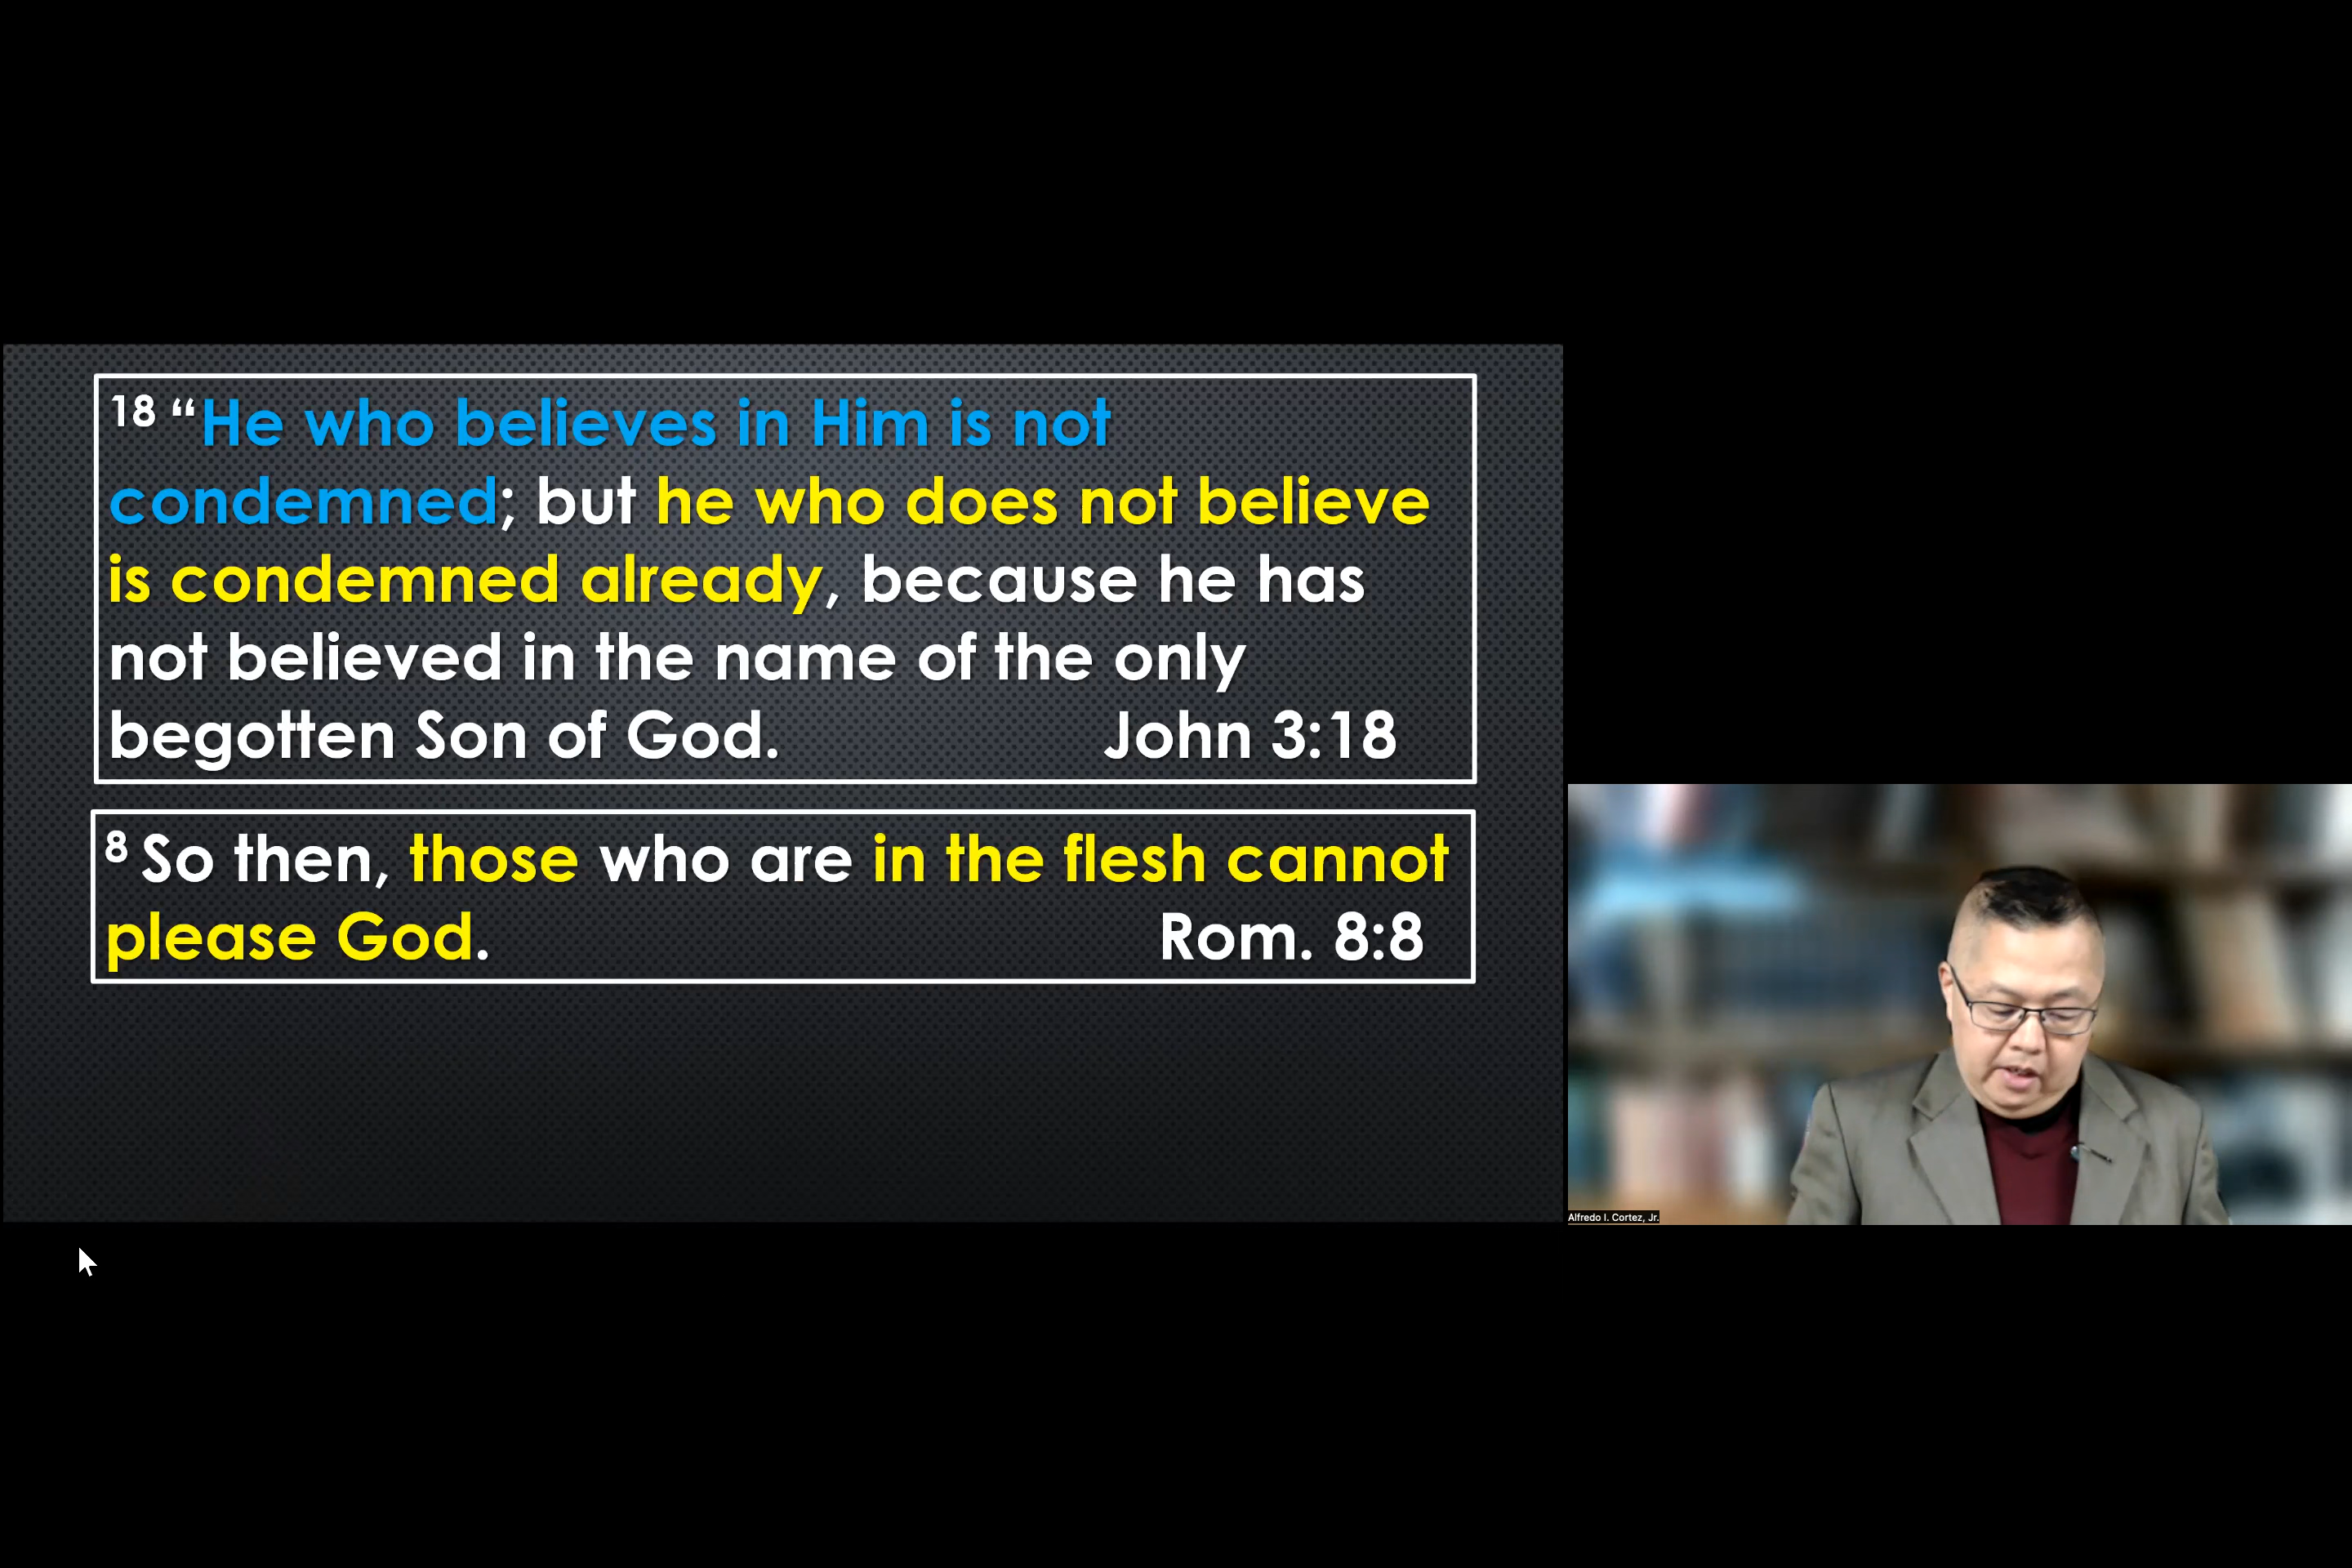 18 “He who believes in Him is not
condemned; but he who does not believe
is condemned already, because he has
not believed in the name of the only
begotten Son of God. John 3:18
8 So then, those who are in the flesh cannot
please God. Rom. 8:8
Alfredo I. Cortez, Jr.